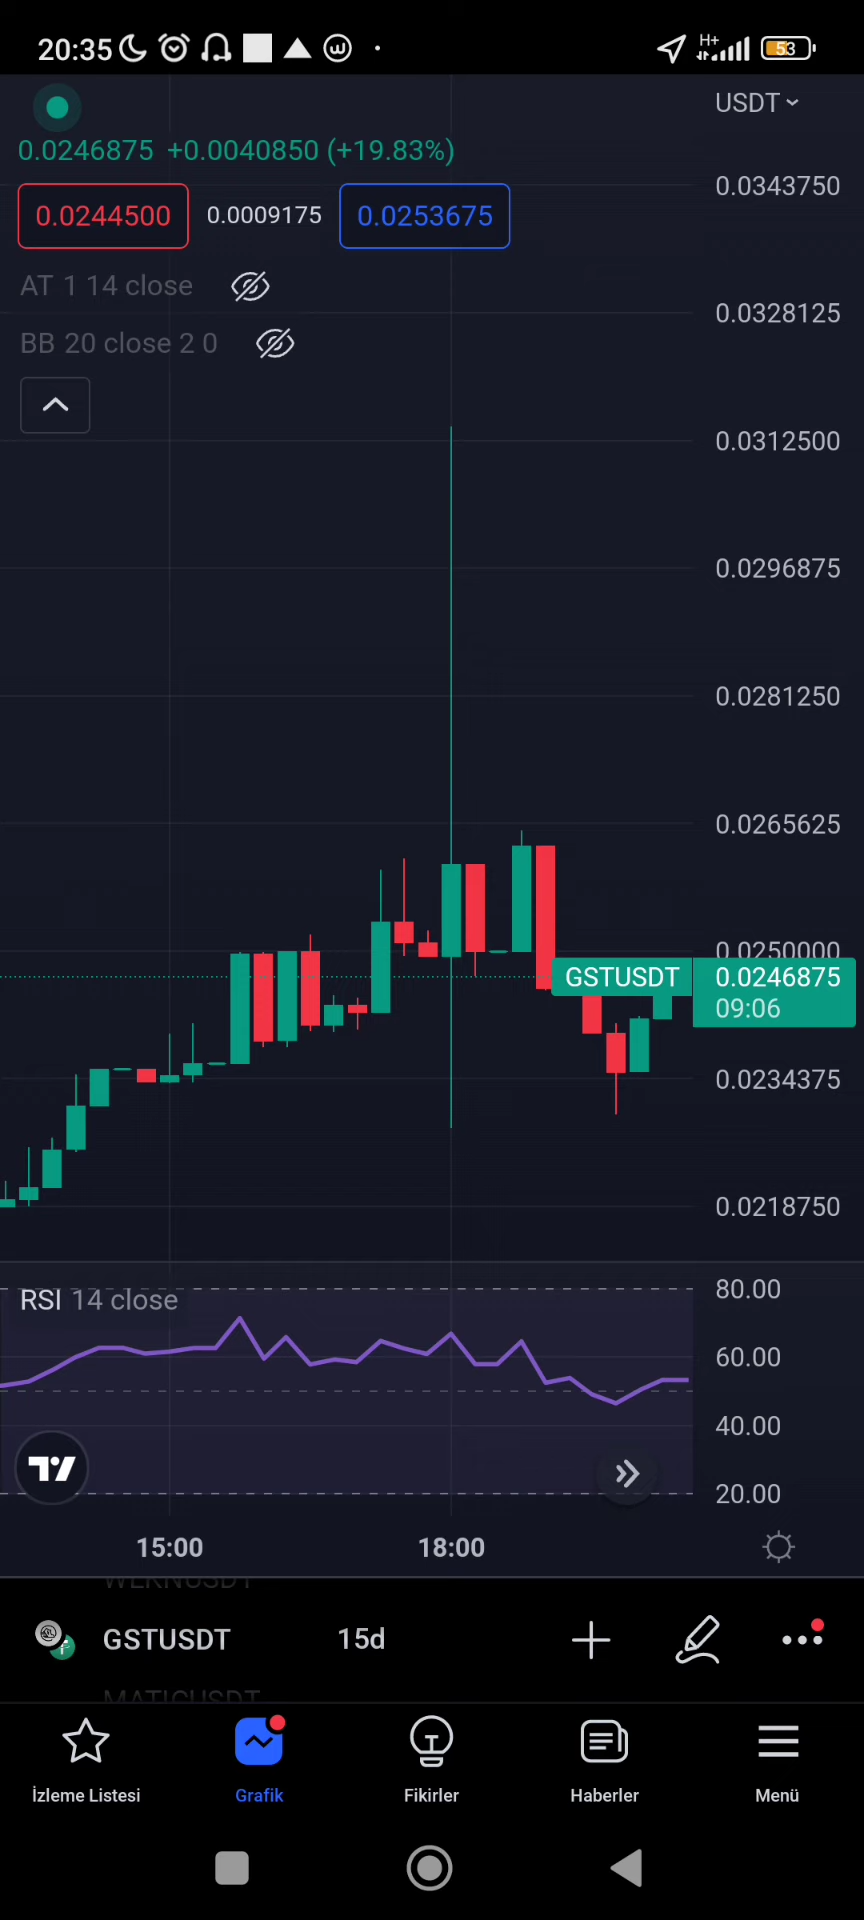 20:35 H+ 53
USDT
0.0246875 +0.0040850 (+19.83%)
0.0343750
0.0244500 0.0009175 0.0253675
AT 1 14 close
0.0328125
BB 20 close 2 0
0.0312500
0.0296875
0.0281250
0.0265625
0.0250000
GSTUSDT 0.0246875
09:06
0.0234375
0.0218750
RSI 14 close 80.00
60.00
40.00
20.00
15:00 18:00
GSTUSDT 15d
MATICUSDT
İzleme Listesi Grafik Fikirler Haberler Menü